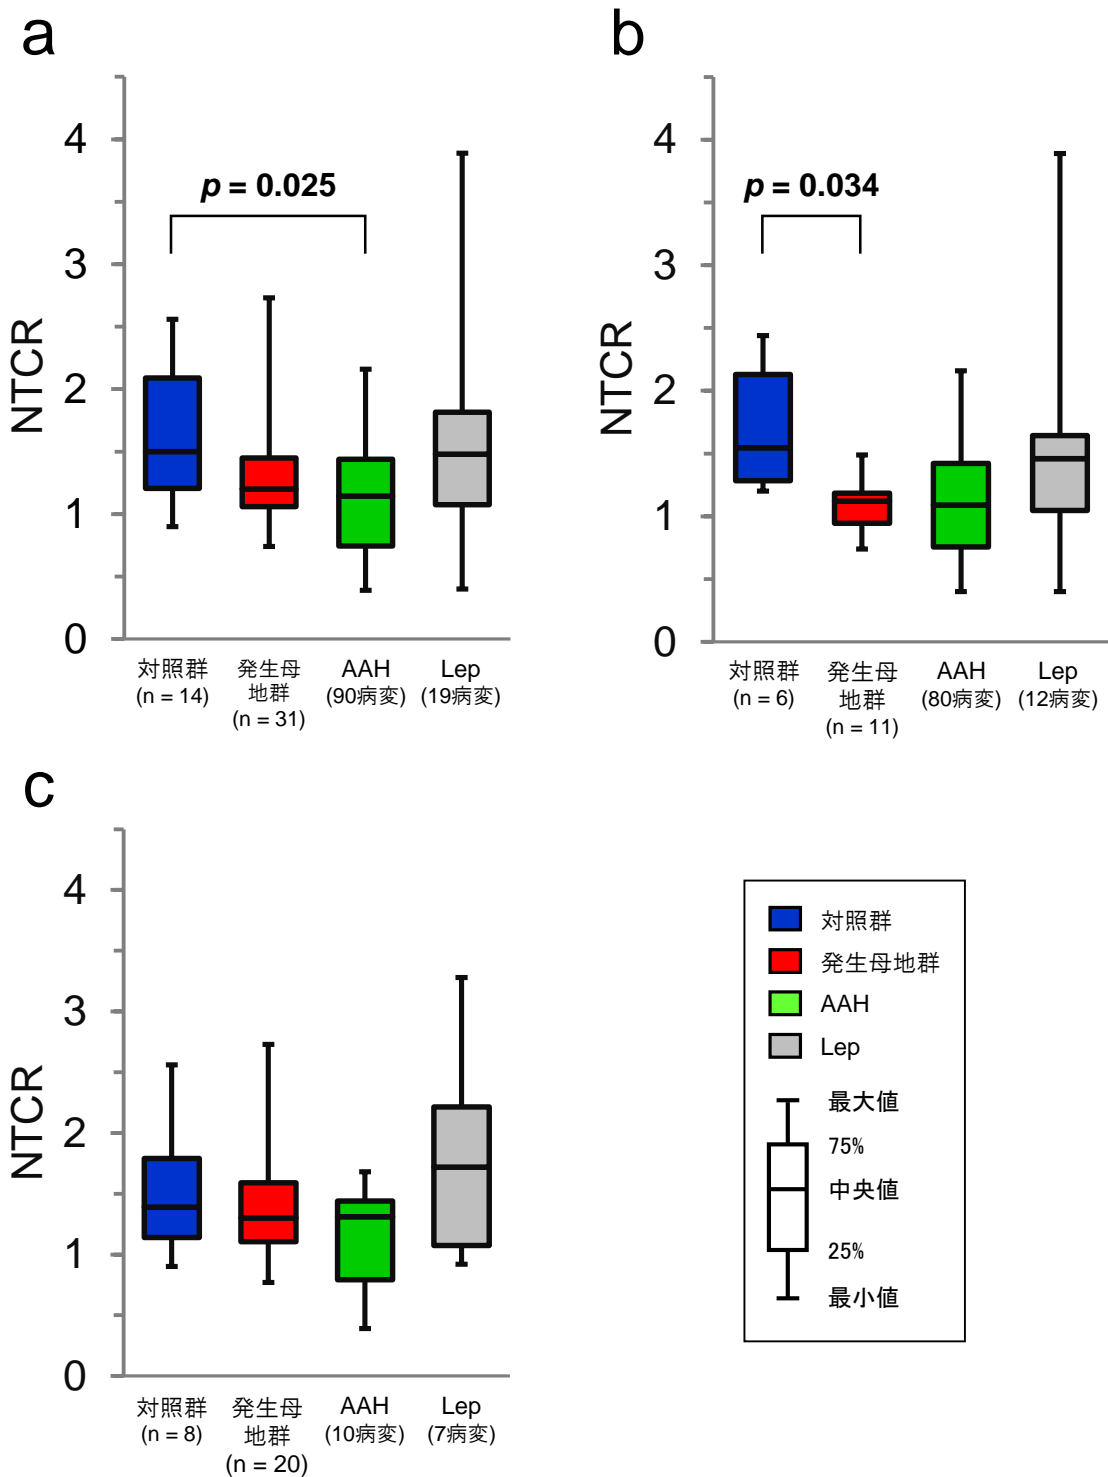 a
NTCR
4
3
2
1
0
p = 0.025
対照群
(n = 14)
発生母
地群
(n = 31)
AAH
(90病変)
Lep
(19病変)
b
NTCR
4
3
2
1
0
p = 0.034
対照群
(n = 6)
発生母
地群
(n = 11)
AAH
(80病変)
Lep
(12病変)
c
NTCR
4
3
2
1
0
対照群
(n = 8)
発生母
地群
(n = 20)
AAH
(10病変)
Lep
(7病変)
対照群
発生母地群
AAH
Lep
最大値
75%
中央値
25%
最小値